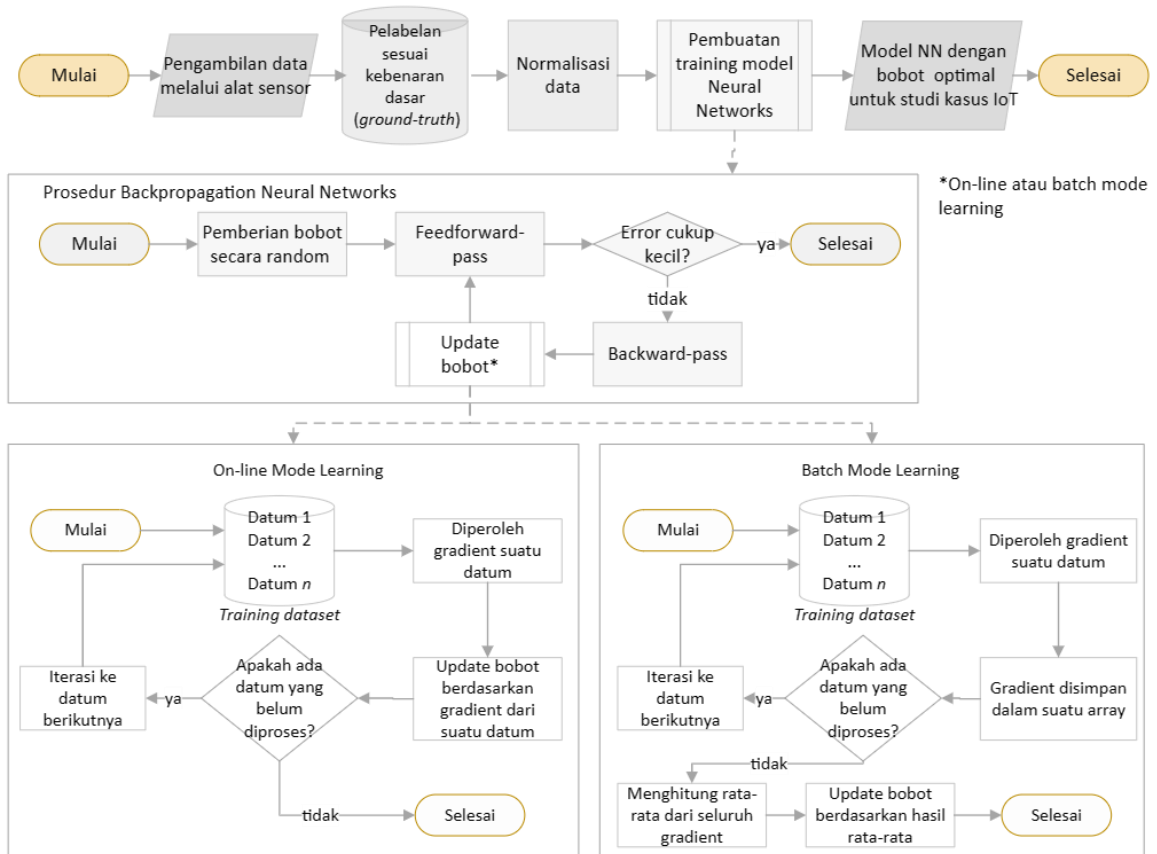 Mulai
Pengambilan data
melalui alat sensor
Pelabelan
sesuai
kebenaran
dasar
(ground-truth)
Normalisasi
data
Pembuatan
training model
Neural
Networks
Model NN dengan
bobot optimal
untuk studi kasus IoT
Selesai
Prosedur Backpropagation Neural Networks
*On-line atau batch mode
learning
Mulai
Pemberian bobot
secara random
Feedforward-
pass
Error cukup
kecil?
ya
Selesai
tidak
Backward-pass
Update
bobot*
On-line Mode Learning
Mulai
Datum 1
Datum 2
...
Datum n
Training dataset
Diperoleh
gradient suatu
datum
Update bobot
berdasarkan
gradient dari
suatu datum
Apakah ada
datum yang
belum
diproses?
ya
Iterasi ke
datum
berikutnya
tidak
Selesai
Batch Mode Learning
Mulai
Datum 1
Datum 2
...
Datum n
Training dataset
Diperoleh gradient
suatu datum
Gradient disimpan
dalam suatu array
Apakah ada
datum yang
belum
diproses?
ya
Iterasi ke
datum
berikutnya
tidak
Menghitung rata-
rata dari seluruh
gradient
Update bobot
berdasarkan hasil
rata-rata
Selesai